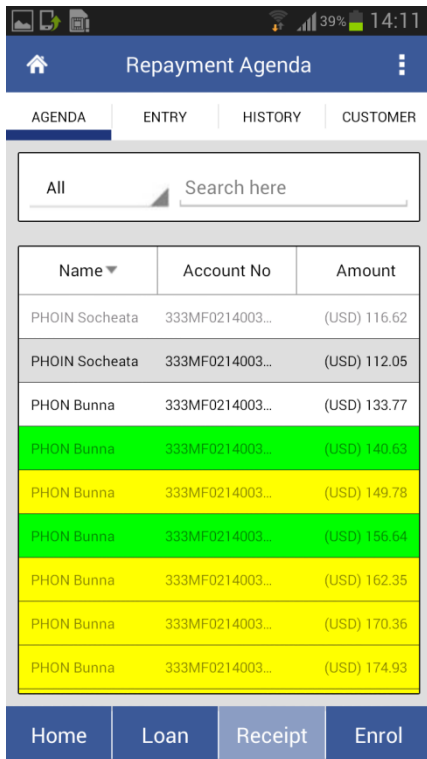 39% 14:11
Repayment Agenda
AGENDA ENTRY HISTORY CUSTOMER
All Search here
Name Account No Amount
PHOIN Socheata 333MF0214003... (USD) 116.62
PHOIN Socheata 333MF0214003... (USD) 112.05
PHON Bunna 333MF0214003... (USD) 133.77
PHON Bunna 333MF0214003... (USD) 140.63
PHON Bunna 333MF0214003... (USD) 149.78
PHON Bunna 333MF0214003... (USD) 156.64
PHON Bunna 333MF0214003... (USD) 162.35
PHON Bunna 333MF0214003... (USD) 170.36
PHON Bunna 333MF0214003... (USD) 174.93
Home Loan Receipt Enrol